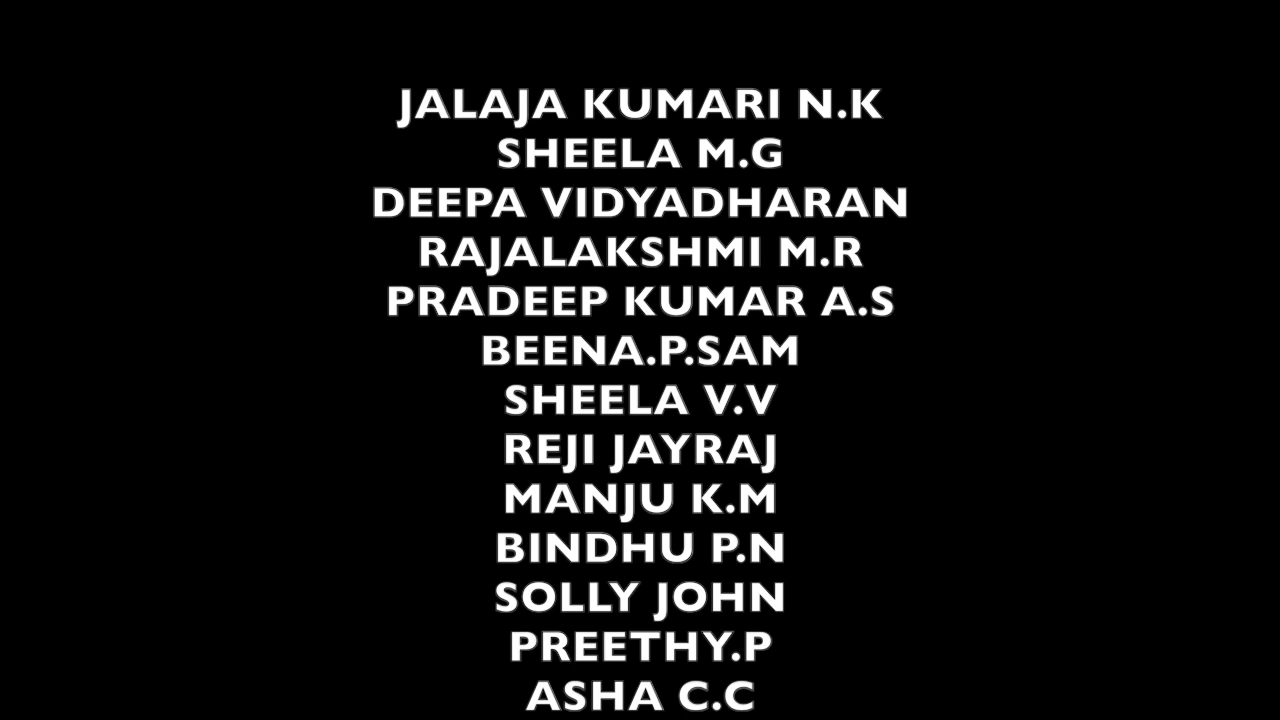 JALAJA KUMARI N.K
SHEELA M.G
DEEPA VIDYADHARAN
RAJALAKSHMI M.R
PRADEEP KUMAR A.S
BEENA.P.SAM
SHEELA V.V
REJI JAYRAJ
MANJU K.M
BINDHU P.N
SOLLY JOHN
PREETHY.P
ASHA C.C